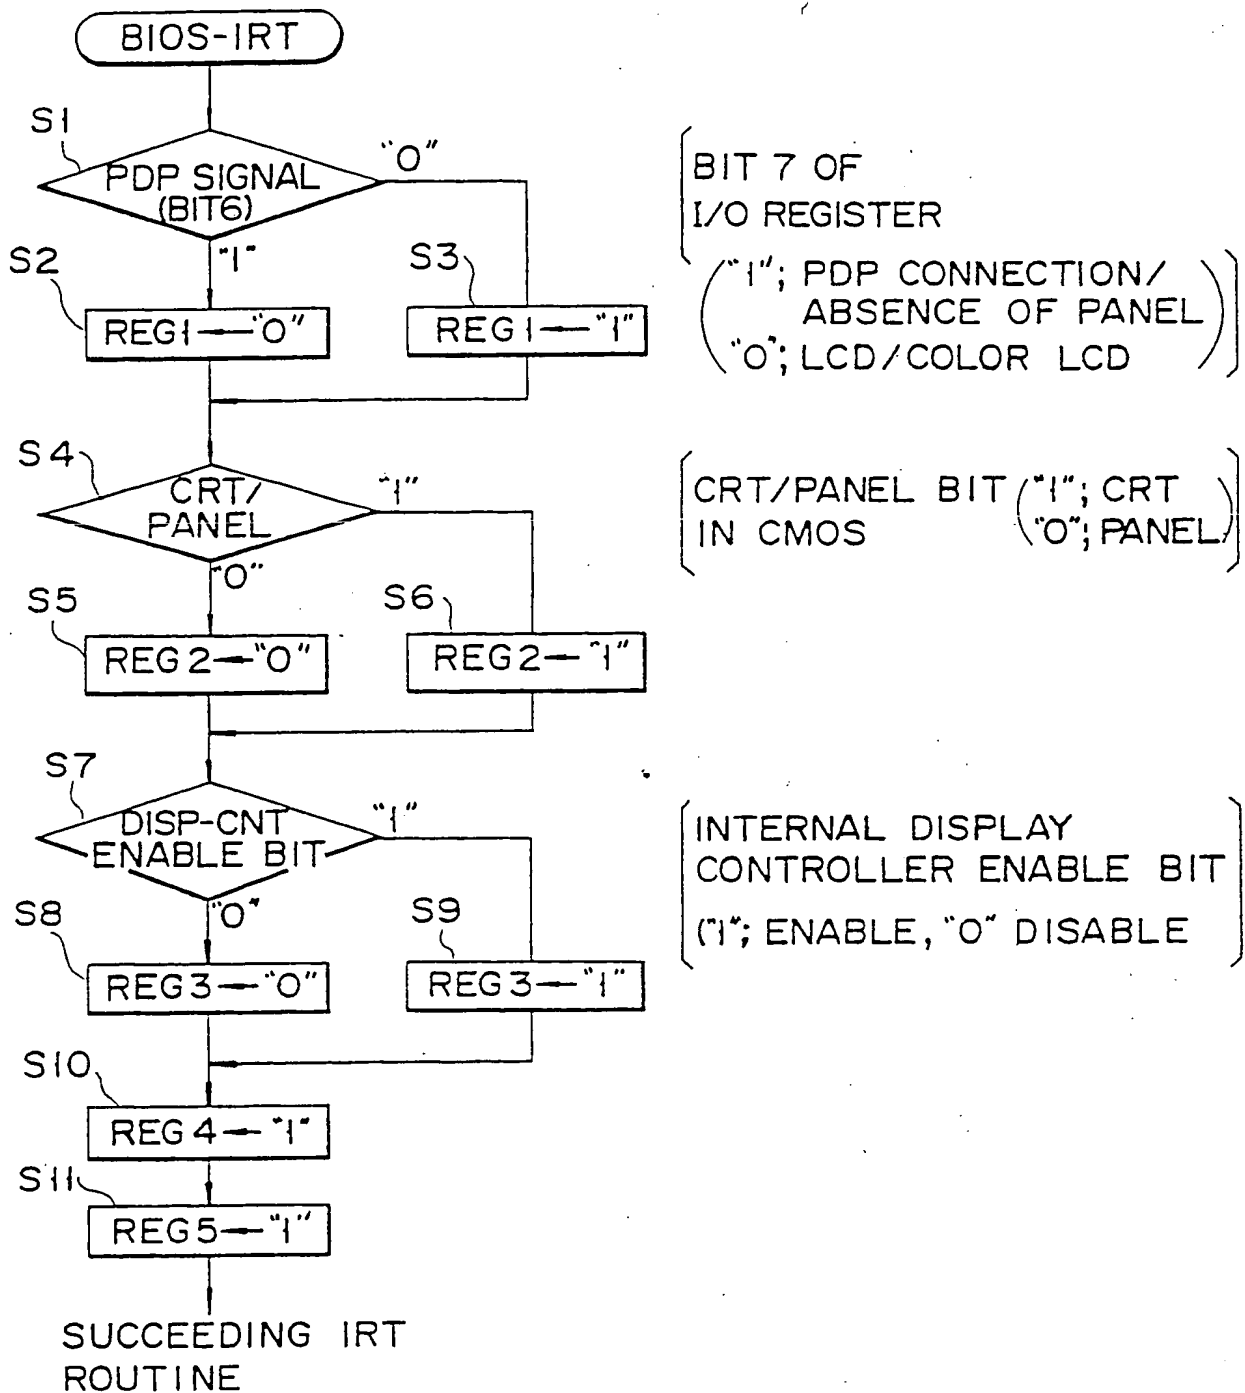 BIOS-IRT
S1
PDP SIGNAL
(BIT6)
"0"
"1"
S2
REG1 ← "0"
S3
REG1 ← "1"
BIT 7 OF
I/O REGISTER
("1"; PDP CONNECTION/
ABSENCE OF PANEL
"0"; LCD/COLOR LCD)
S4
CRT/
PANEL
"1"
"0"
S5
REG2 ← "0"
S6
REG2 ← "1"
CRT/PANEL BIT ("1"; CRT
IN CMOS "0"; PANEL)
S7
DISP-CNT
ENABLE BIT
"1"
"0"
S8
REG3 ← "0"
S9
REG3 ← "1"
INTERNAL DISPLAY
CONTROLLER ENABLE BIT
("1"; ENABLE, "0" DISABLE
S10
REG4 ← "1"
S11
REG5 ← "1"
SUCCEEDING IRT
ROUTINE